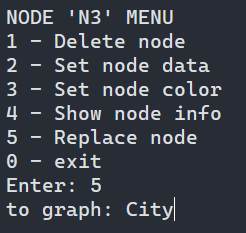 NODE 'N3' MENU
1 - Delete node
2 - Set node data
3 - Set node color
4 - Show node info
5 - Replace node
0 - exit
Enter: 5
to graph: City